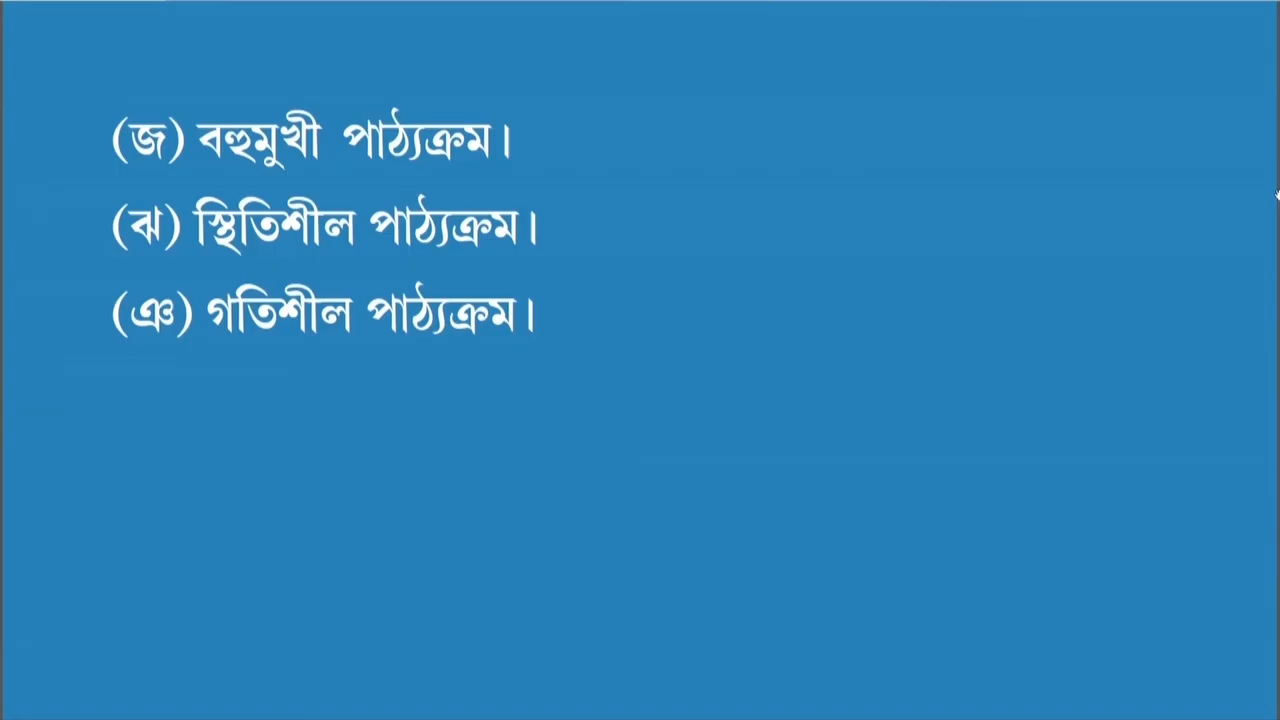 (জ) বহুমুখী পাঠ্যক্রম।
(ঝ) স্থিতিশীল পাঠ্যক্রম।
(ঞ) গতিশীল পাঠ্যক্রম।